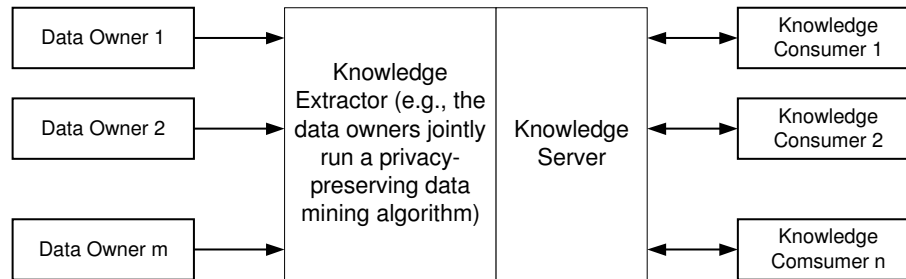 Data Owner 1
Data Owner 2
Data Owner m
Knowledge
Extractor (e.g., the
data owners jointly
run a privacy-
preserving data
mining algorithm)
Knowledge
Server
Knowledge
Consumer 1
Knowledge
Consumer 2
Knowledge
Comsumer n